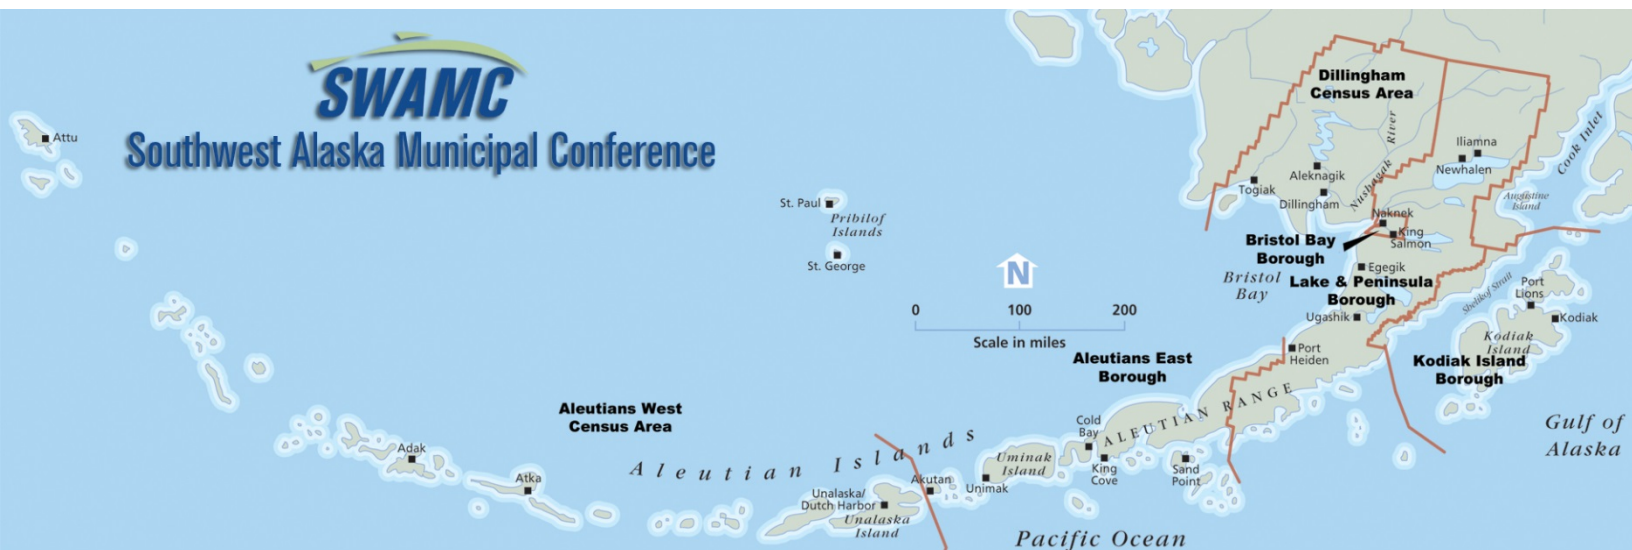 SWAMC
Southwest Alaska Municipal Conference
Attu
St. Paul
Pribilof
Islands
St. George
N
0 100 200
Scale in miles
Dillingham
Census Area
Nushagak River
Iliamna
Newhalen
Aleknagik
Togiak
Dillingham
Cook Inlet
Augustine
Island
Naknek
King
Salmon
Bristol Bay
Borough
Egegik
Bristol
Bay
Lake & Peninsula
Borough
Ugashik
Shelikof Strait
Port
Lions
Kodiak
Kodiak
Island
Port
Heiden
Kodiak Island
Borough
Aleutians East
Borough
ALEUTIAN RANGE
Gulf of
Alaska
Aleutians West
Census Area
Aleutian Islands
Adak
Atka
Unalaska/
Dutch Harbor
Unalaska
Island
Akutan
Unimak
Uminak
Island
Cold
Bay
King
Cove
Sand
Point
Pacific Ocean